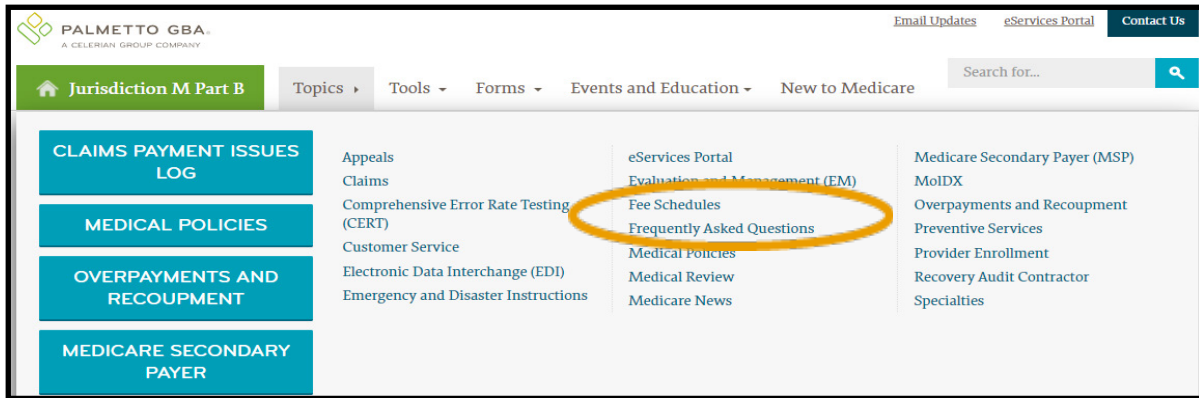 PALMETTO GBA.
A CELERIAN GROUP COMPANY
Email Updates eServices Portal Contact Us
Jurisdiction M Part B Topics Tools Forms Events and Education New to Medicare Search for...
CLAIMS PAYMENT ISSUES
LOG
MEDICAL POLICIES
OVERPAYMENTS AND
RECOUPMENT
MEDICARE SECONDARY
PAYER
Appeals
Claims
Comprehensive Error Rate Testing
(CERT)
Customer Service
Electronic Data Interchange (EDI)
Emergency and Disaster Instructions
eServices Portal
Evaluation and Management (EM)
Fee Schedules
Frequently Asked Questions
Medical Policies
Medical Review
Medicare News
Medicare Secondary Payer (MSP)
MolDX
Overpayments and Recoupment
Preventive Services
Provider Enrollment
Recovery Audit Contractor
Specialties